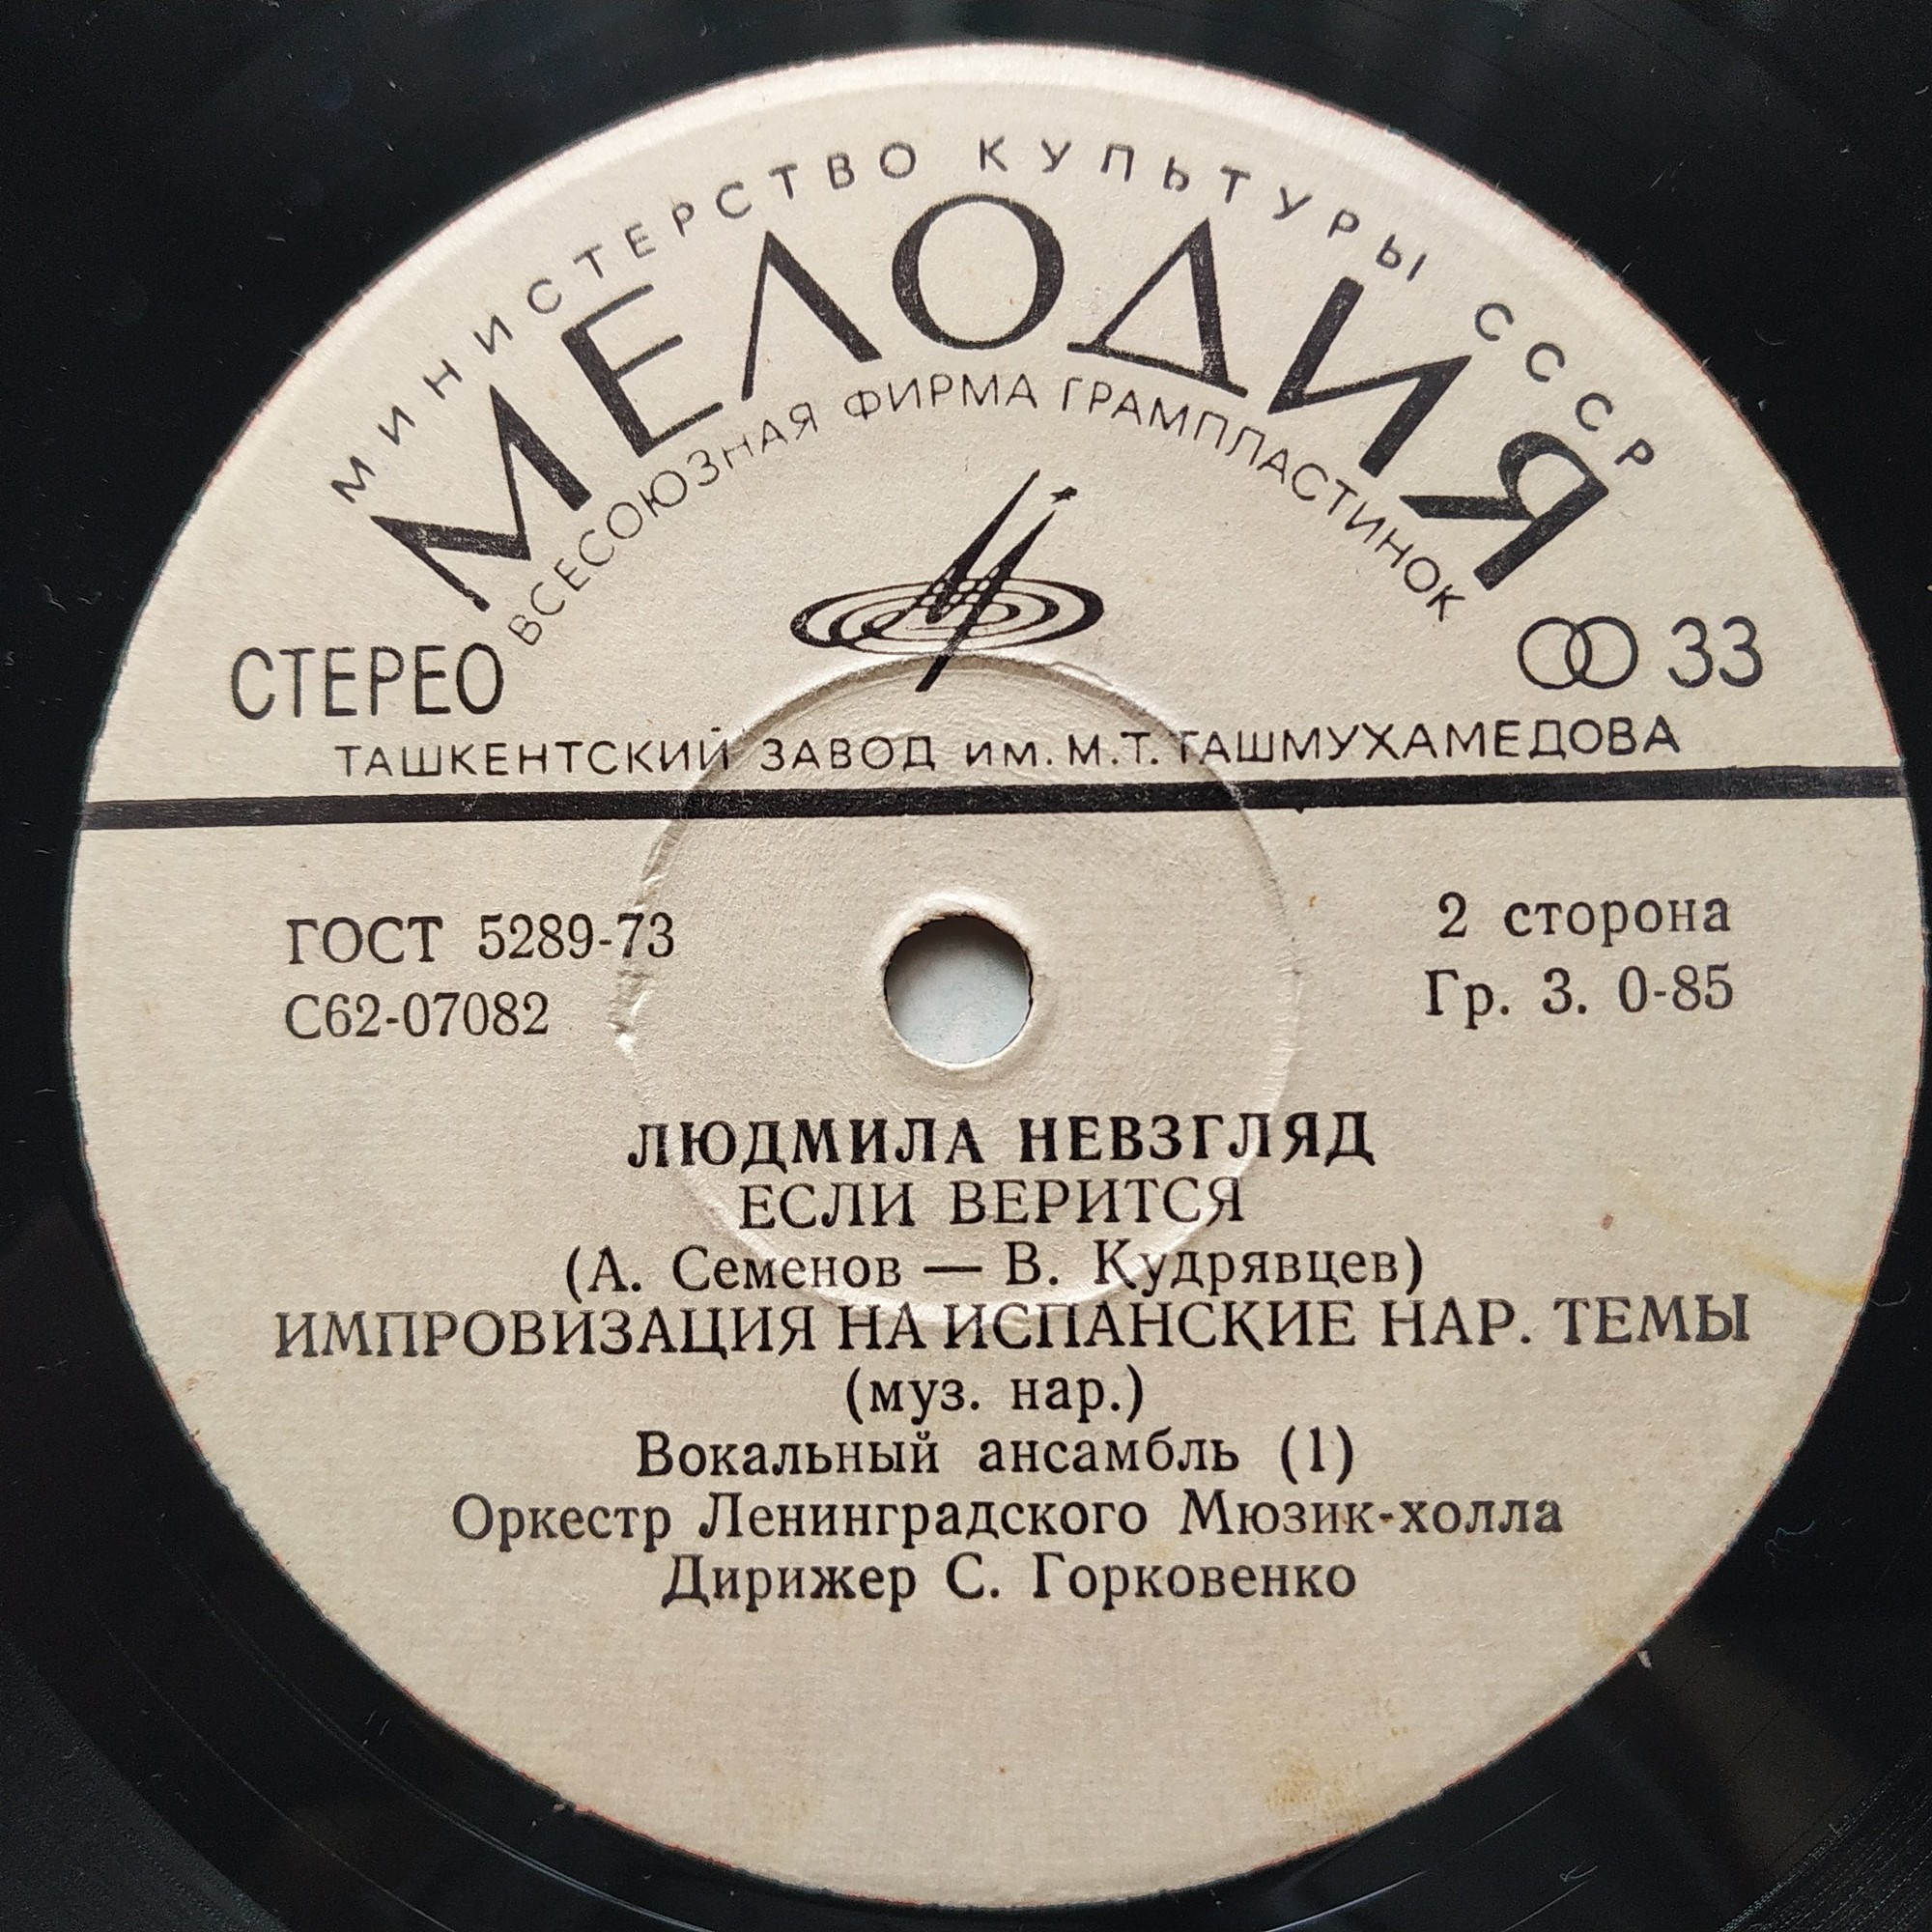 МИНИСТЕРСТВО КУЛЬТУРЫ СССР
МЕЛОДИЯ
ВСЕСОЮЗНАЯ ФИРМА ГРАМПЛАСТИНОК
СТЕРЕО
33
ТАШКЕНТСКИЙ ЗАВОД им. М.Т. ТАШМУХАМЕДОВА
ГОСТ 5289-73
2 сторона
С62-07082
Гр. 3. 0-85
ЛЮДМИЛА НЕВЗГЛЯД
ЕСЛИ ВЕРИТСЯ
(А. Семенов — В. Кудрявцев)
ИМПРОВИЗАЦИЯ НА ИСПАНСКИЕ НАР. ТЕМЫ
(муз. нар.)
Вокальный ансамбль (1)
Оркестр Ленинградского Мюзик-холла
Дирижер С. Горковенко